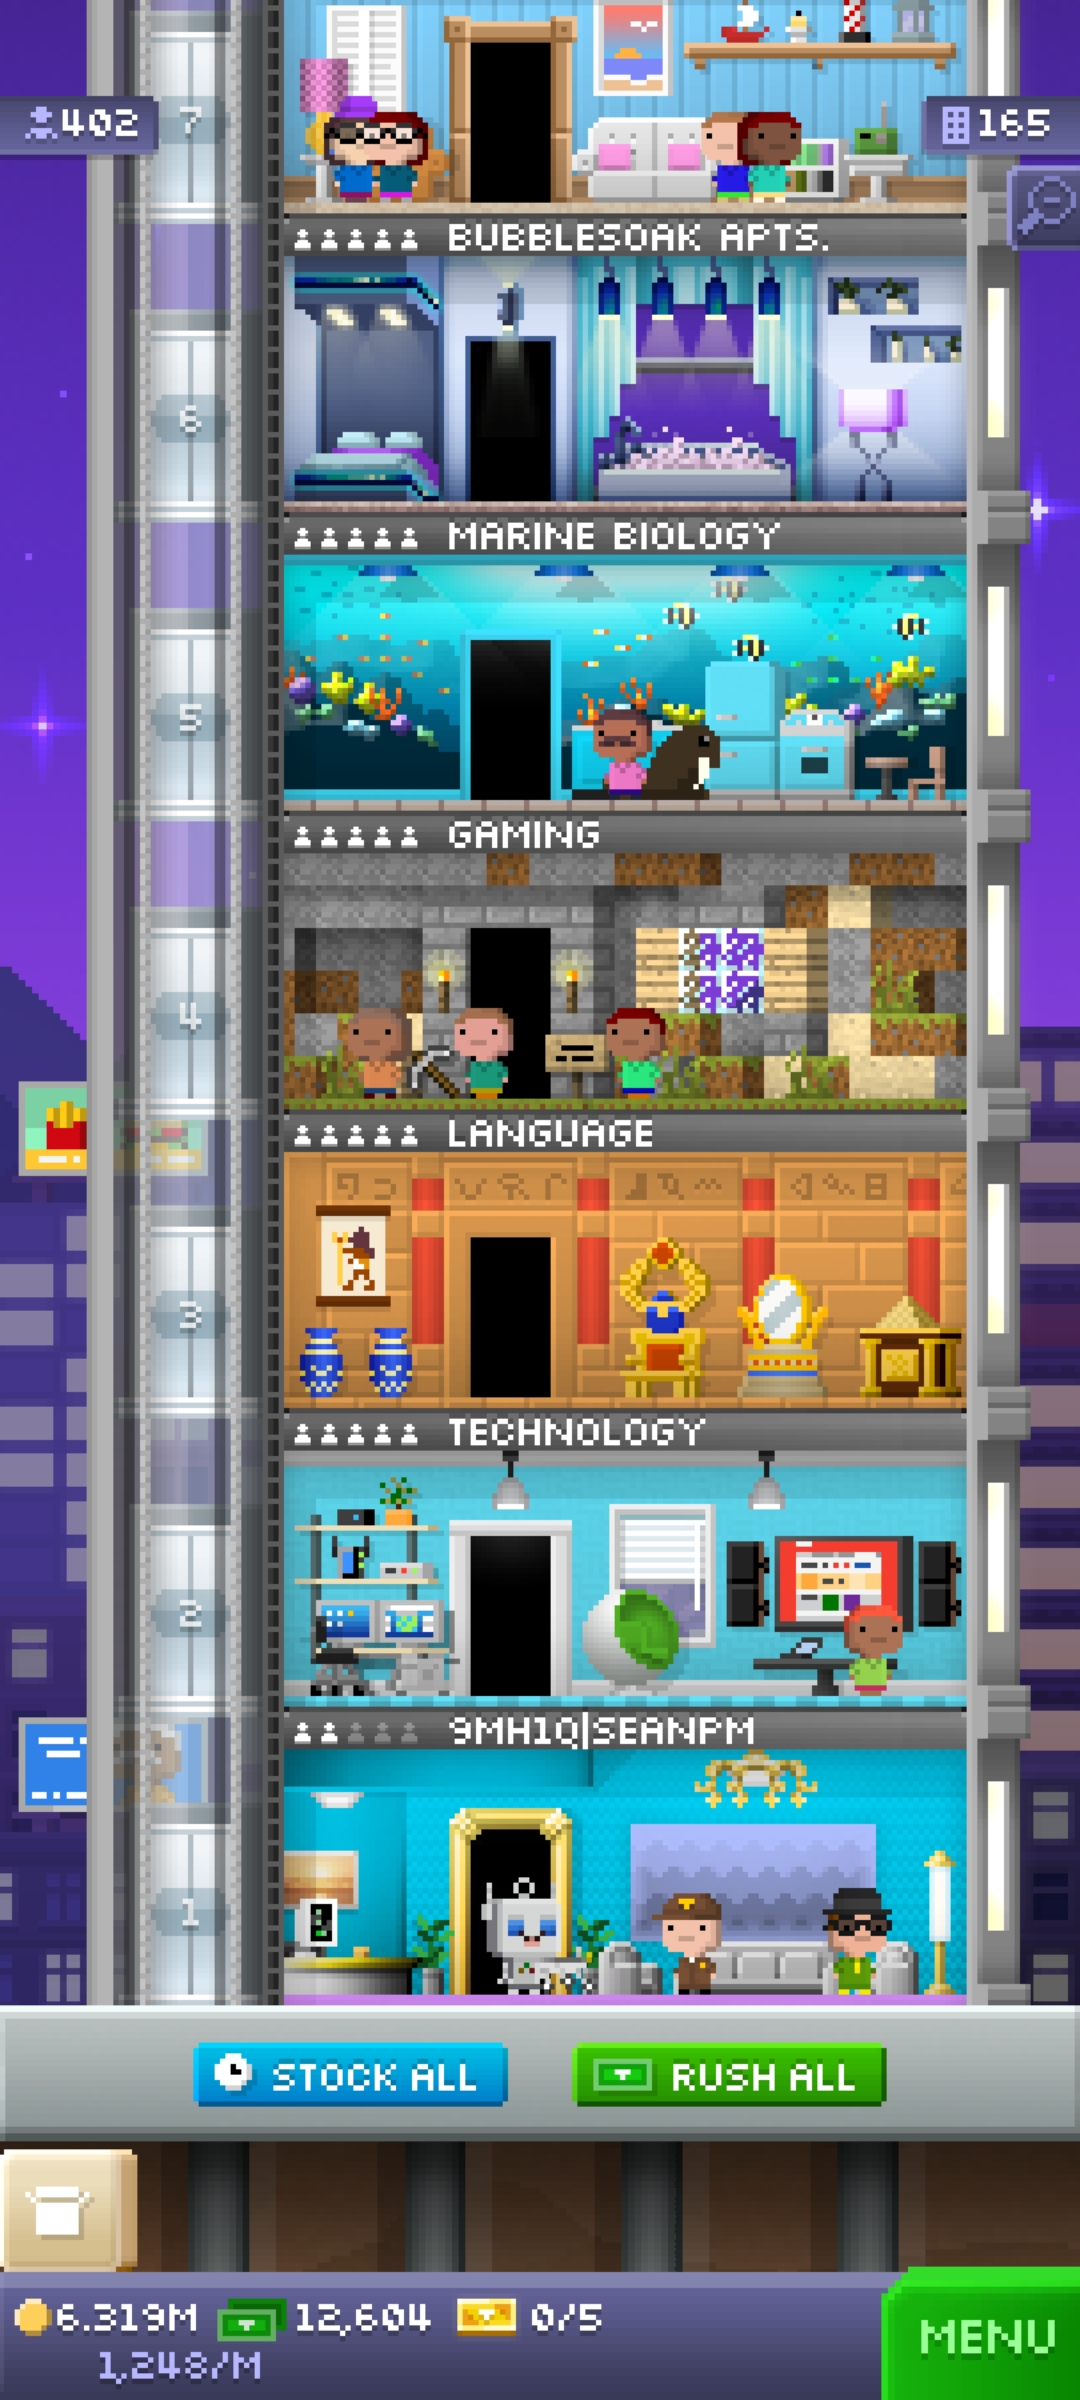 402
7
165
BUBBLESOAK APTS.
6
MARINE BIOLOGY
5
GAMING
4
LANGUAGE
3
TECHNOLOGY
2
9MH1Q|SEANPM
1
STOCK ALL
RUSH ALL
6.319M
12,604
0/5
1,248/M
MENU